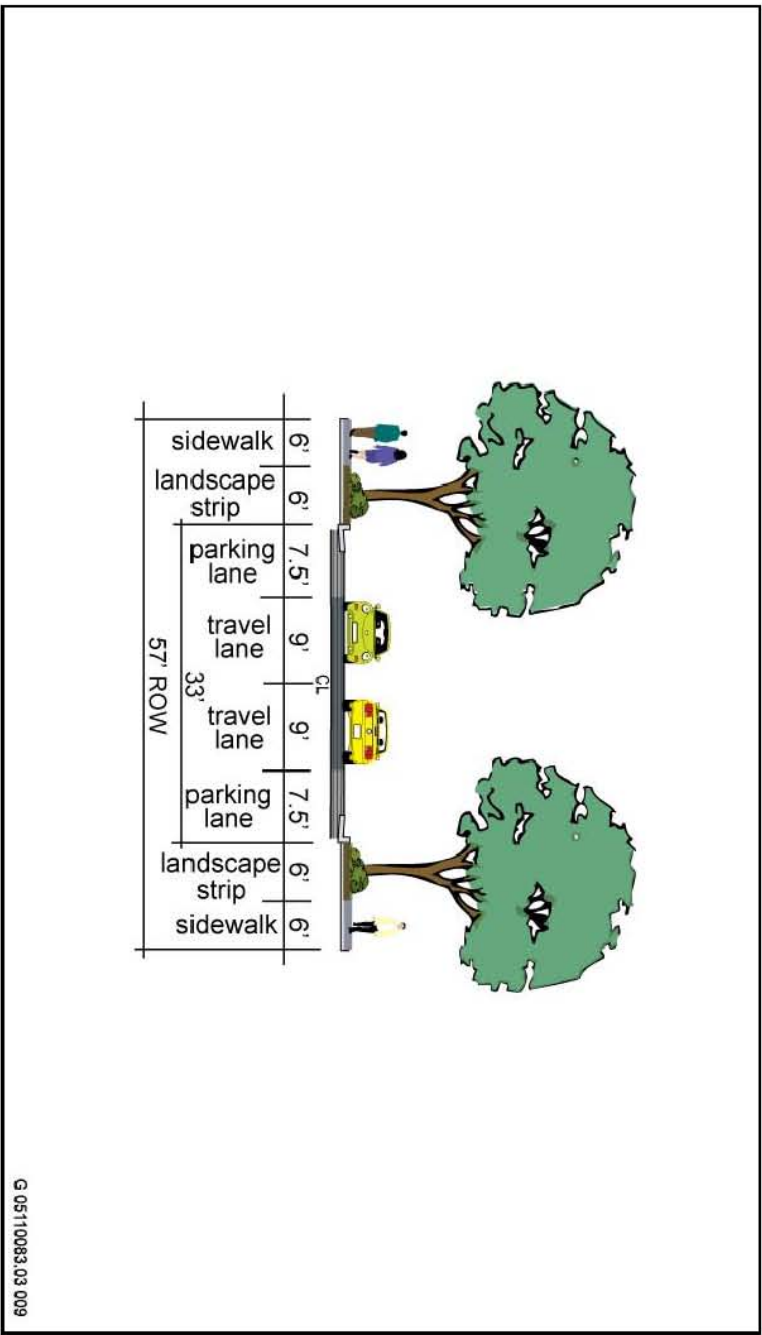 CL
6' 6' 7.5' 9' 9' 7.5' 6' 6'
sidewalk
landscape
strip
parking
lane
travel
lane
travel
lane
parking
lane
landscape
strip
sidewalk
33'
57' ROW
G 05110083.03 009